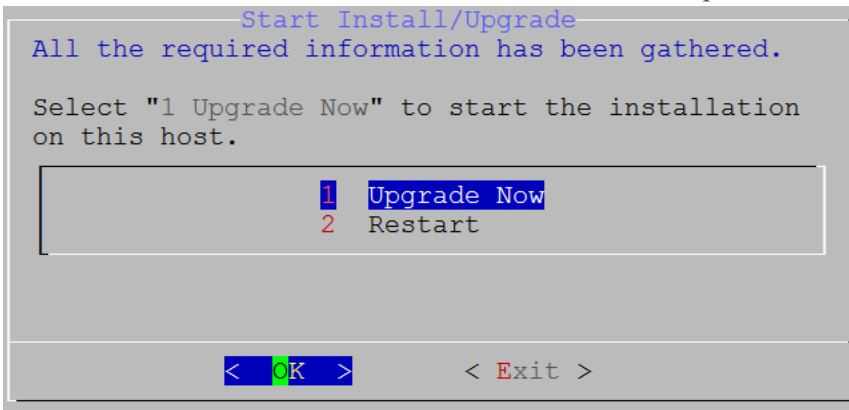 Start Install/Upgrade
All the required information has been gathered.
Select "1 Upgrade Now" to start the installation
on this host.
1 Upgrade Now
2 Restart
< OK > < Exit >